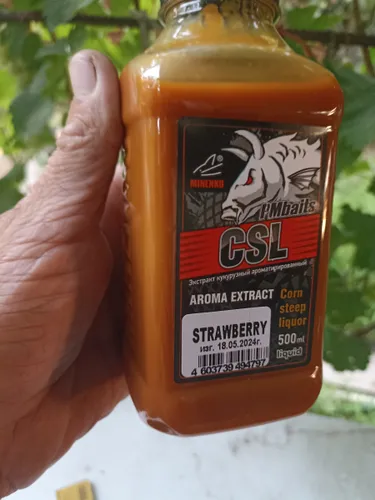 MINENKO
PMbaits
CSL
Экстракт кукурузный ароматизированный
AROMA EXTRACT
Corn
steep
liquor
STRAWBERRY
изг. 18.05.2024г.
4 603739 494797
500ml
liquid